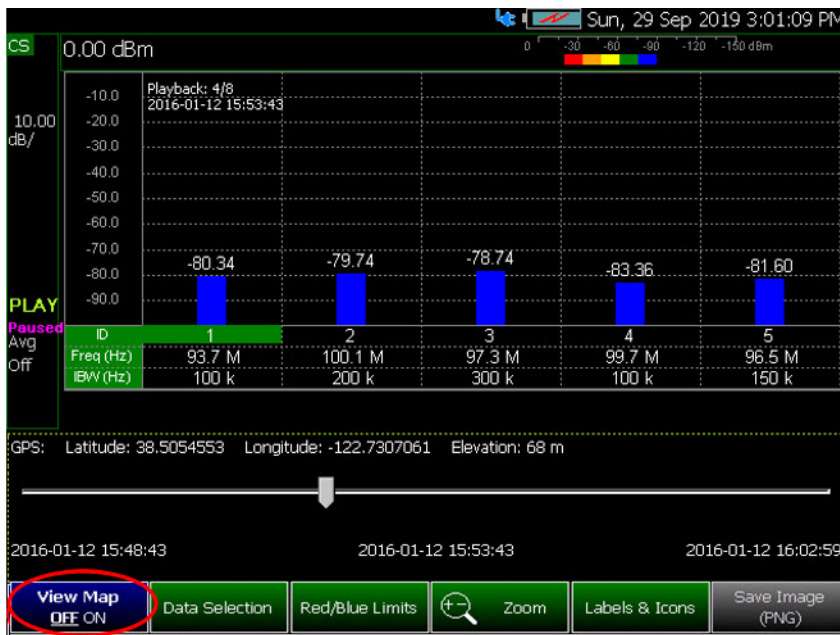 Sun, 29 Sep 2019 3:01:09 PM
CS
0.00 dBm
0 -30 -60 -90 -120 -150 dBm
Playback: 4/8
2016-01-12 15:53:43
10.00
dB/
-10.0
-20.0
-30.0
-40.0
-50.0
-60.0
-70.0
-80.0
-90.0
-80.34 -79.74 -78.74 -83.36 -81.60
PLAY
Paused
Avg
Off
ID 1 2 3 4 5
Freq (Hz) 93.7 M 100.1 M 97.3 M 99.7 M 96.5 M
IBW (Hz) 100 k 200 k 300 k 100 k 150 k
GPS: Latitude: 38.5054553 Longitude: -122.7307061 Elevation: 68 m
2016-01-12 15:48:43 2016-01-12 15:53:43 2016-01-12 16:02:59
View Map
OFF ON
Data Selection
Red/Blue Limits
Zoom
Labels & Icons
Save Image
(PNG)